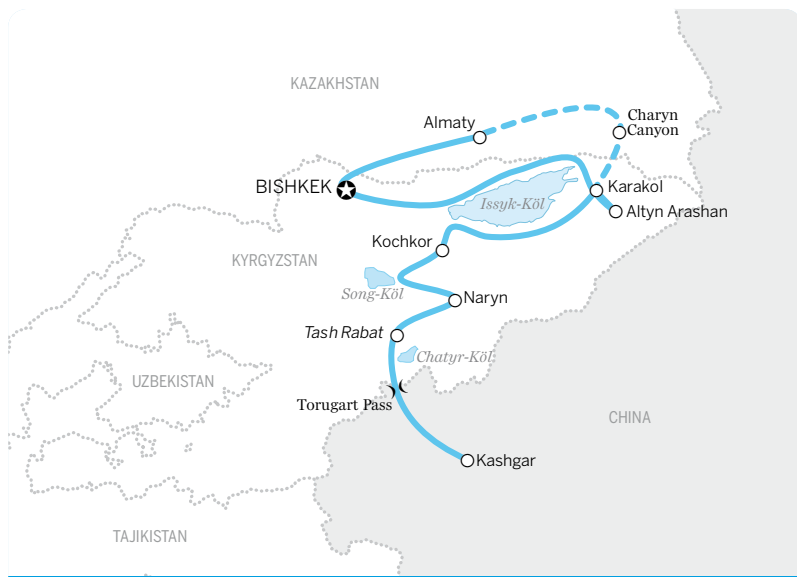 KAZAKHSTAN
Almaty
Charyn
Canyon
BISHKEK
Karakol
Issyk-Köl
Altyn Arashan
Kochkor
KYRGYZSTAN
Song-Köl
Naryn
Tash Rabat
Chatyr-Köl
UZBEKISTAN
Torugart Pass
CHINA
Kashgar
TAJIKISTAN